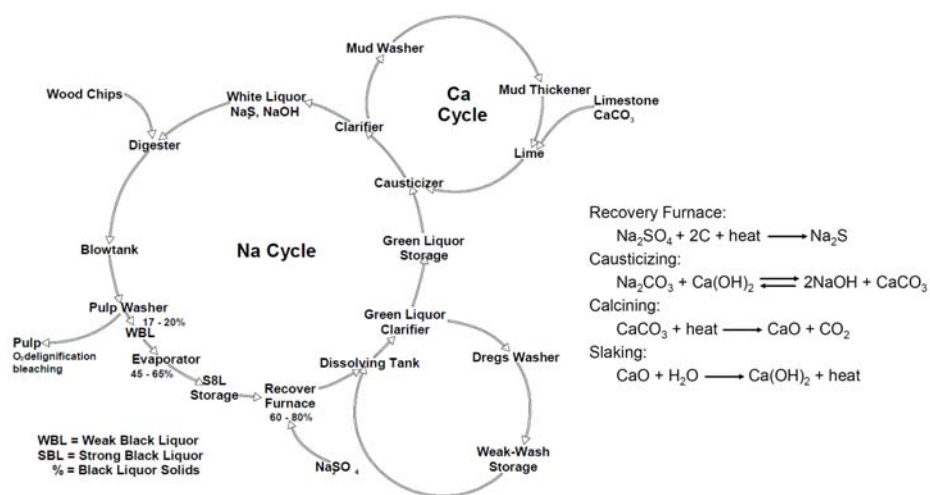 Mud Washer
Ca
Cycle
Mud Thickener
Limestone
CaCO₃
Lime
Wood Chips
White Liquor
NaS, NaOH
Clarifier
Digester
Causticizer
Na Cycle
Blowtank
Green Liquor
Storage
Pulp Washer
17 - 20%
WBL
Pulp
O₂delignification
bleaching
Evaporator
45 - 65%
S8L
Storage
Recover
Furnace
60 - 80%
NaSO₄
Dissolving Tank
Green Liquor
Clarifier
Dregs Washer
Weak-Wash
Storage
WBL = Weak Black Liquor
SBL = Strong Black Liquor
% = Black Liquor Solids
Recovery Furnace:
Na₂SO₄ + 2C + heat ⟶ Na₂S
Causticizing:
Na₂CO₃ + Ca(OH)₂ ⇌ 2NaOH + CaCO₃
Calcining:
CaCO₃ + heat ⟶ CaO + CO₂
Slaking:
CaO + H₂O ⟶ Ca(OH)₂ + heat